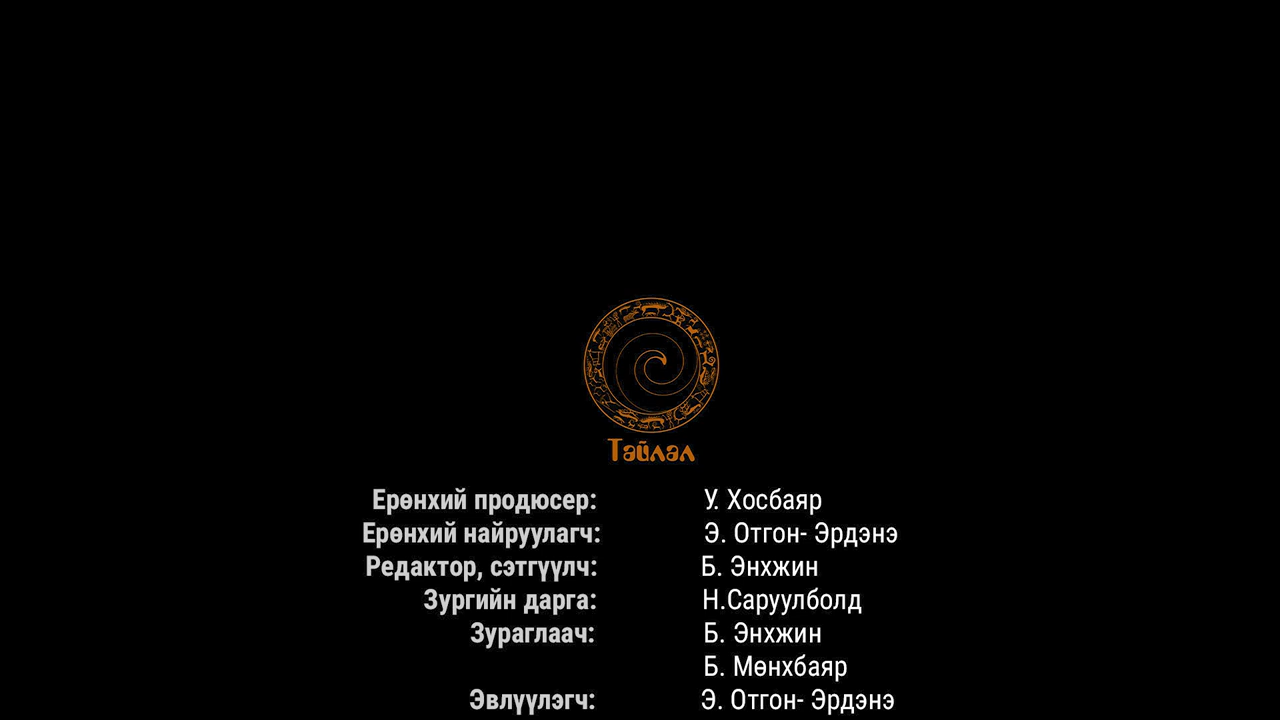 Тайлал
Ерөнхий продюсер: У. Хосбаяр
Ерөнхий найруулагч: Э. Отгон- Эрдэнэ
Редактор, сэтгүүлч: Б. Энхжин
Зургийн дарга: Н.Саруулболд
Зураглаач: Б. Энхжин
Б. Мөнхбаяр
Эвлүүлэгч: Э. Отгон- Эрдэнэ